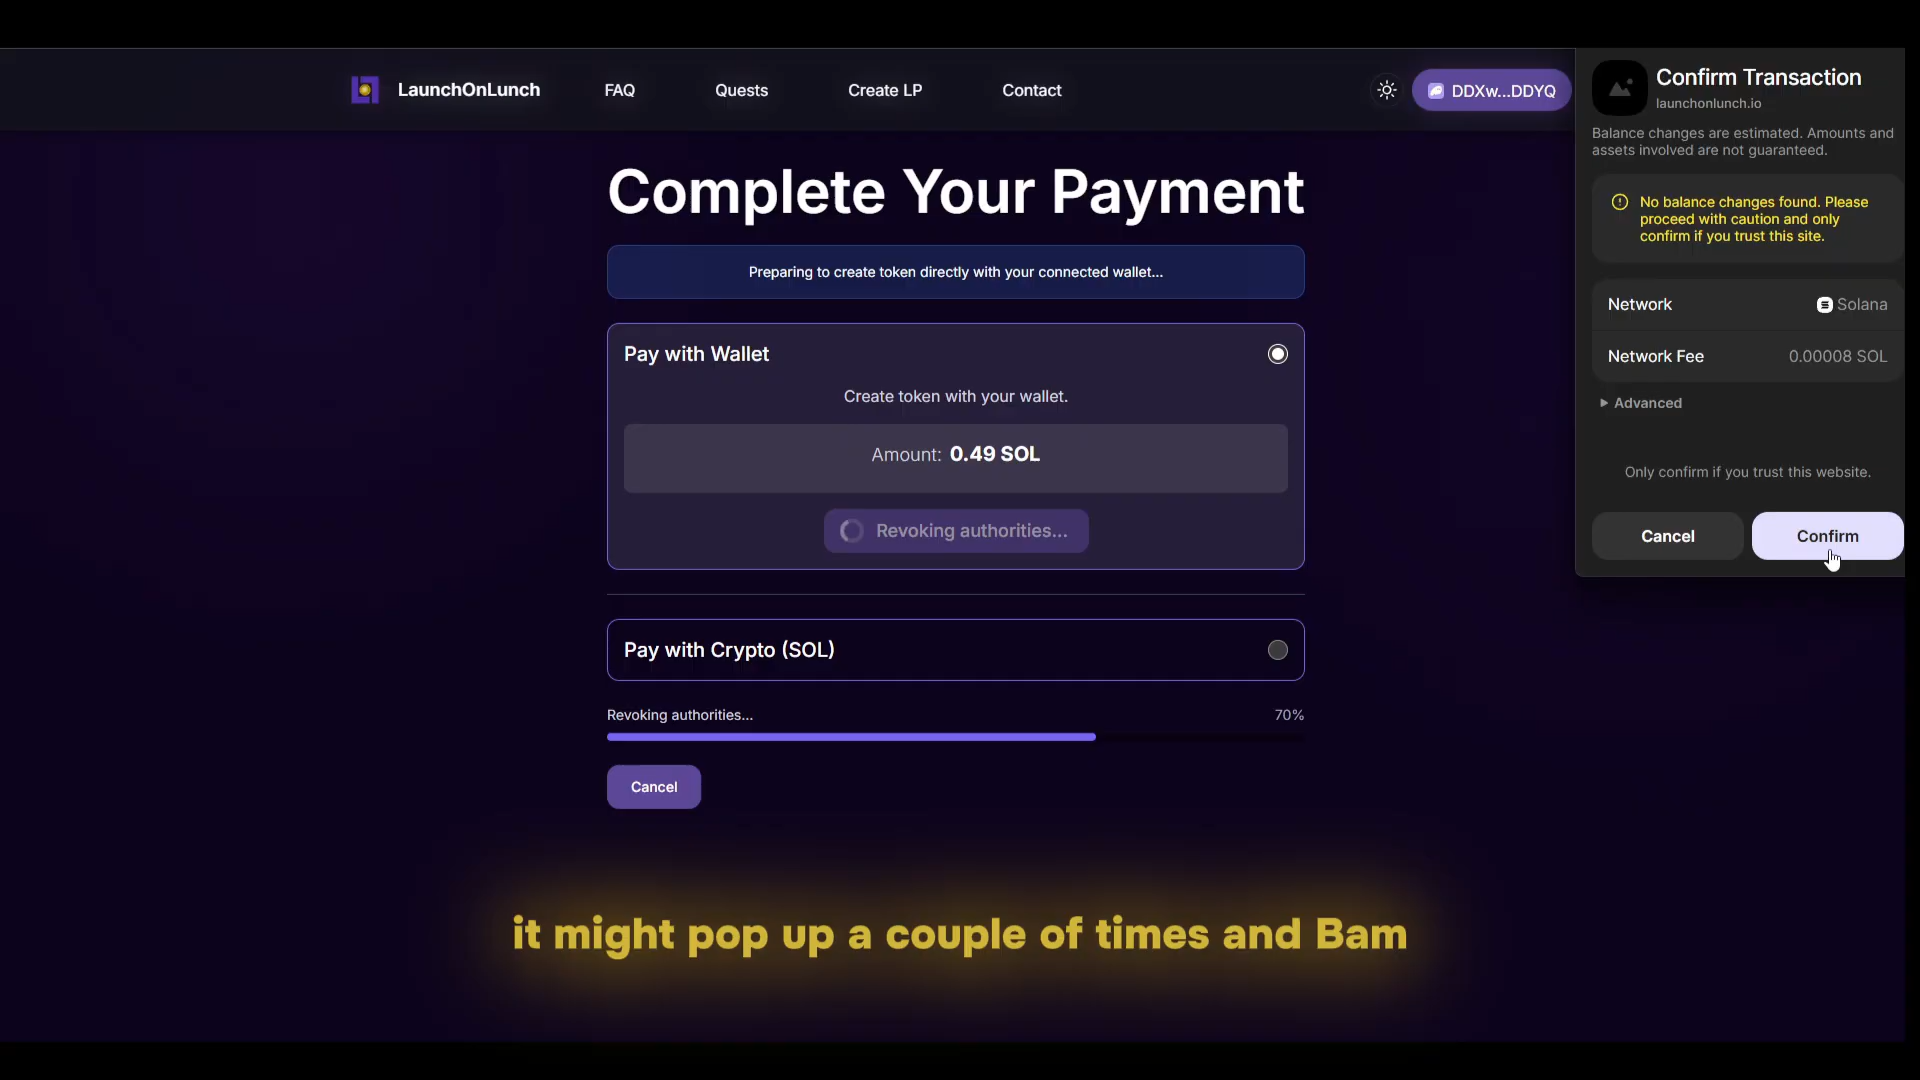 LaunchOnLunch
FAQ
Quests
Create LP
Contact
DDXw...DDYQ
Complete Your Payment
Preparing to create token directly with your connected wallet...
Pay with Wallet
Create token with your wallet.
Amount: 0.49 SOL
Revoking authorities...
Pay with Crypto (SOL)
Revoking authorities...
70%
Cancel
Confirm Transaction
launchonlunch.io
Balance changes are estimated. Amounts and
assets involved are not guaranteed.
No balance changes found. Please
proceed with caution and only
confirm if you trust this site.
Network
Solana
Network Fee
0.00008 SOL
Advanced
Only confirm if you trust this website.
Cancel
Confirm
it might pop up a couple of times and Bam